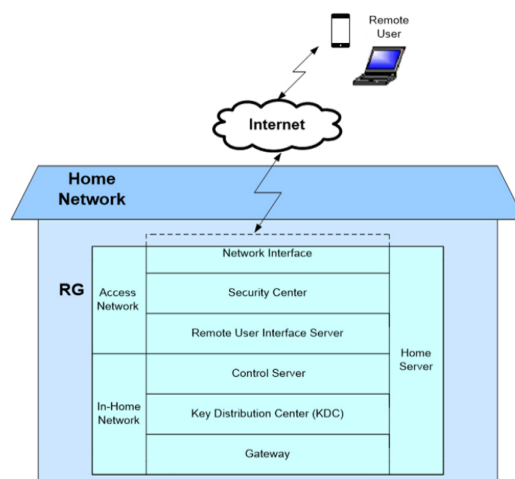 Remote
User
Internet
Home
Network
RG
Access
Network
Network Interface
Security Center
Remote User Interface Server
Home
Server
In-Home
Network
Control Server
Key Distribution Center (KDC)
Gateway